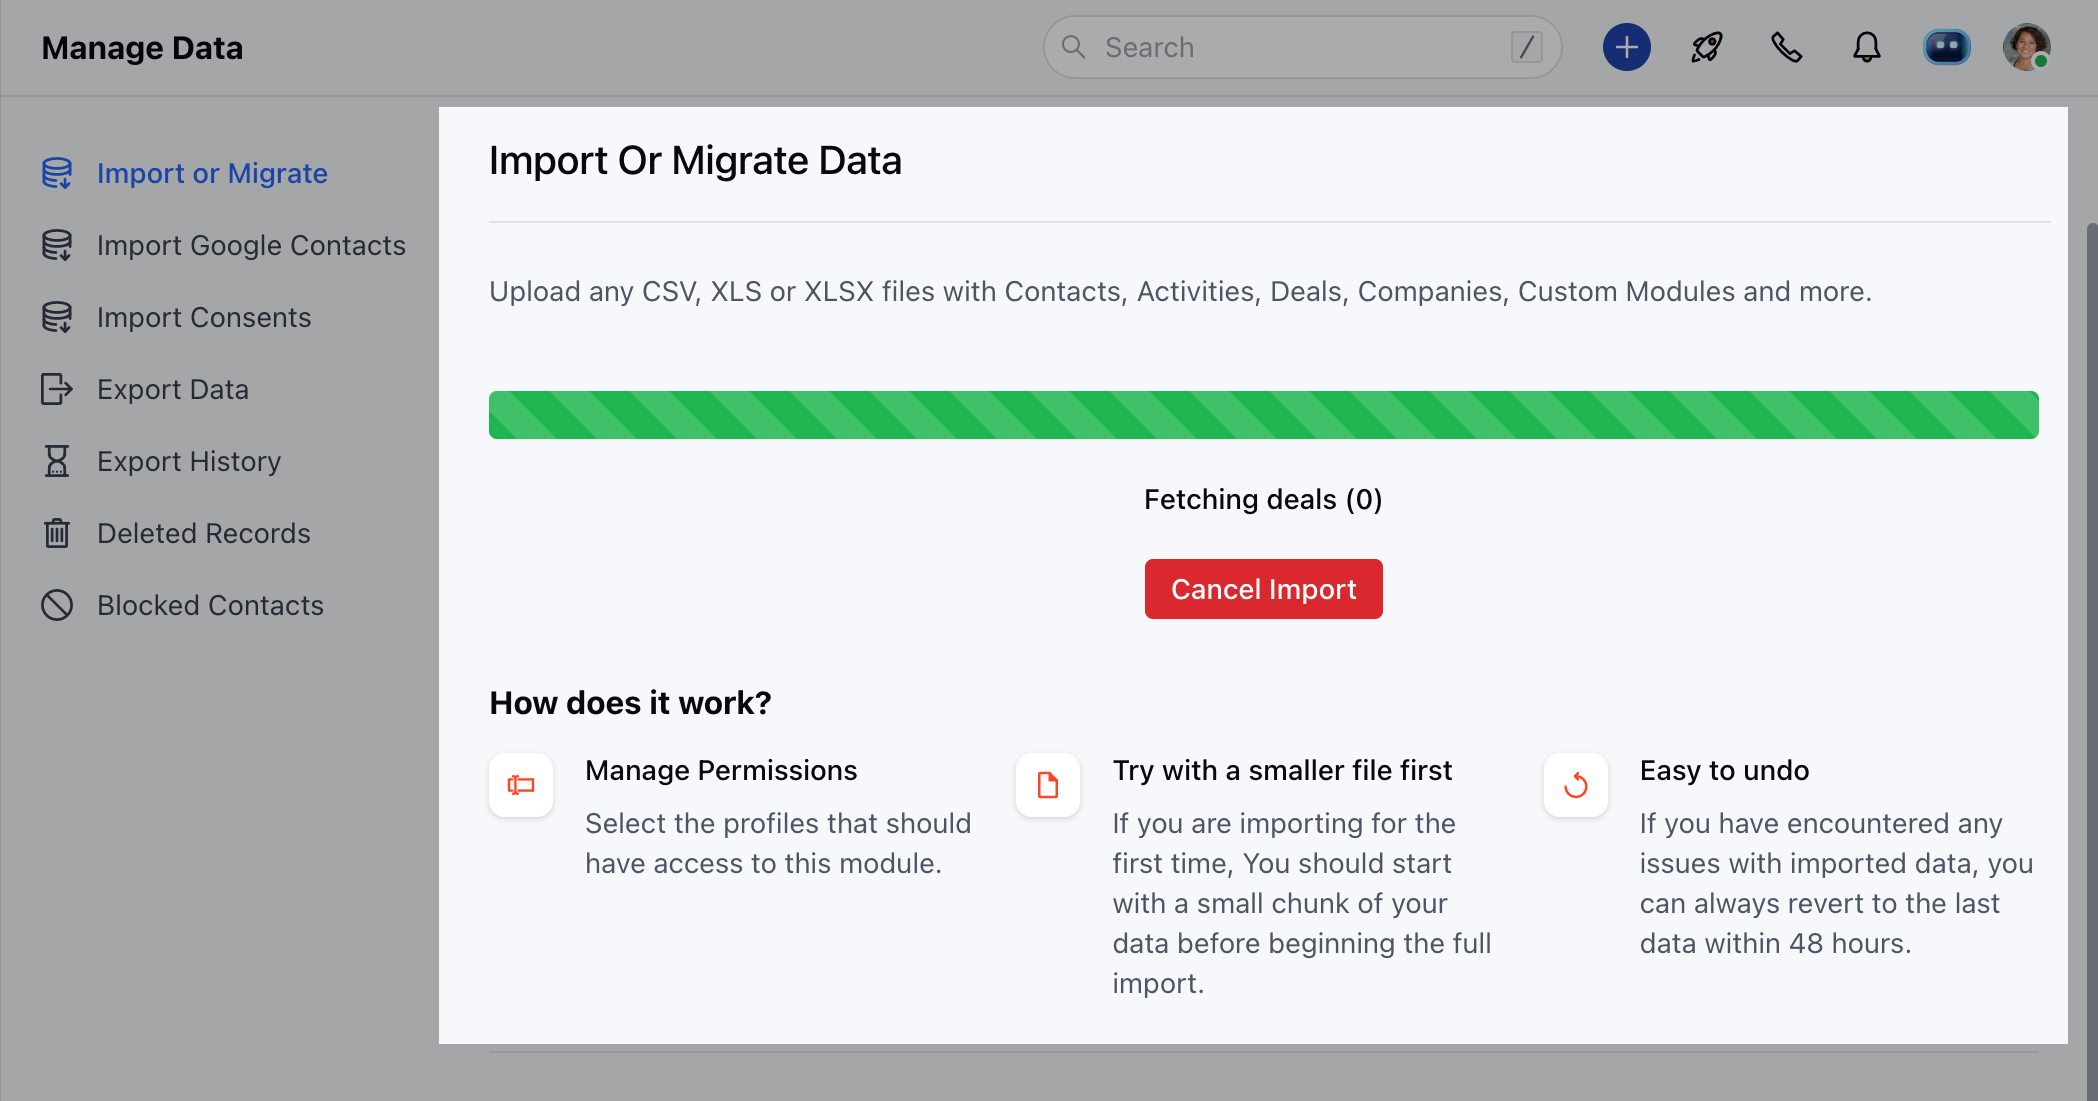 Manage Data
Search
/
Import or Migrate
Import Google Contacts
Import Consents
Export Data
Export History
Deleted Records
Blocked Contacts
Import Or Migrate Data
Upload any CSV, XLS or XLSX files with Contacts, Activities, Deals, Companies, Custom Modules and more.
Fetching deals (0)
Cancel Import
How does it work?
Manage Permissions
Select the profiles that should
have access to this module.
Try with a smaller file first
If you are importing for the
first time, You should start
with a small chunk of your
data before beginning the full
import.
Easy to undo
If you have encountered any
issues with imported data, you
can always revert to the last
data within 48 hours.